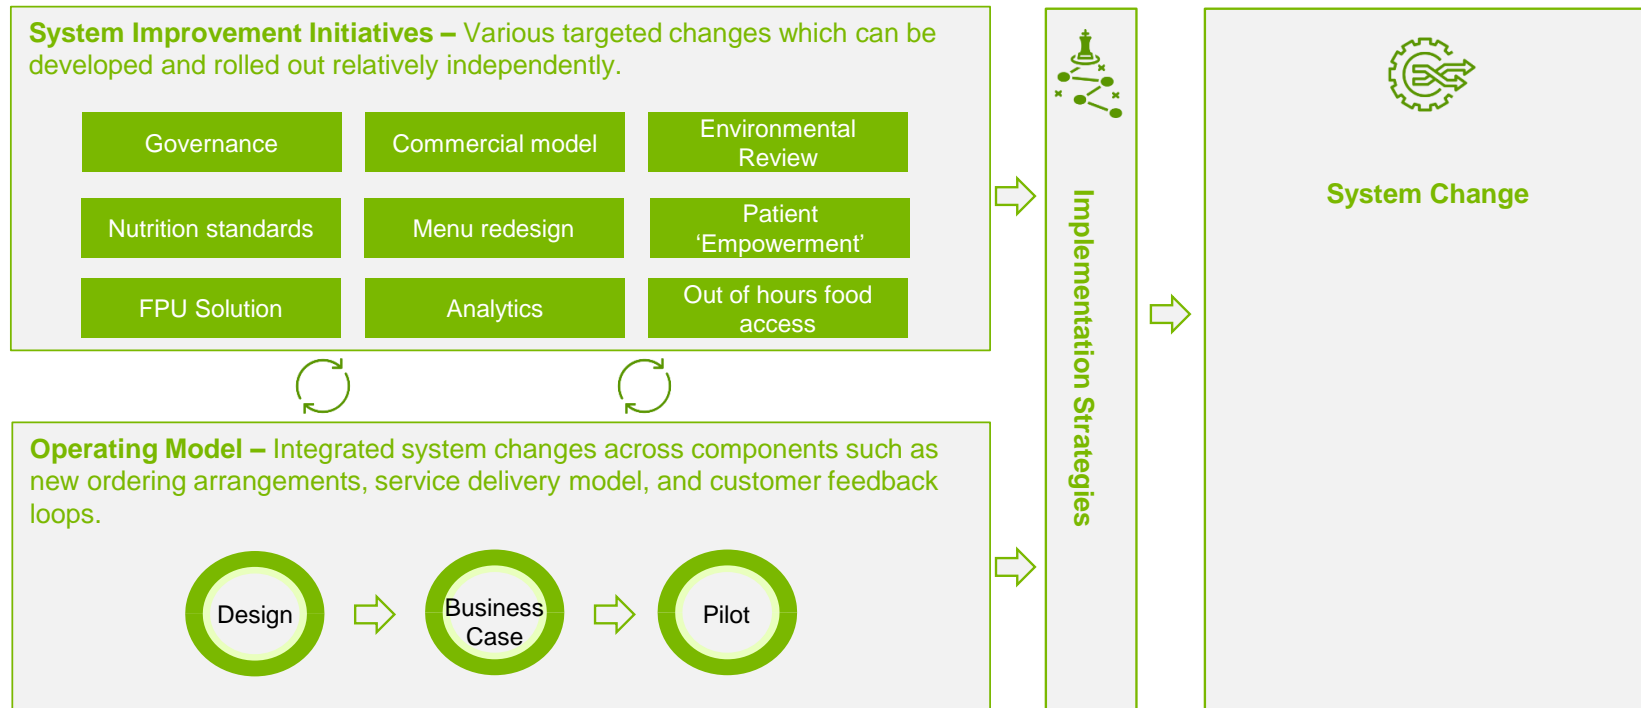 System Improvement Initiatives – Various targeted changes which can be
developed and rolled out relatively independently.
Governance
Commercial model
Environmental
Review
Nutrition standards
Menu redesign
Patient
‘Empowerment’
FPU Solution
Analytics
Out of hours food
access
Operating Model – Integrated system changes across components such as
new ordering arrangements, service delivery model, and customer feedback
loops.
Design
Business
Case
Pilot
Implementation Strategies
System Change